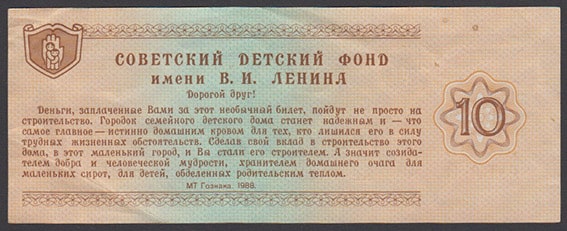 СОВЕТСКИЙ ДЕТСКИЙ ФОНД
имени В. И. ЛЕНИНА
Дорогой друг!
Деньги, заплаченные Вами за этот необычный билет, пойдут не просто на
строительство. Городок семейного детского дома станет надежным и — что
самое главное — истинно домашним кровом для тех, кто лишился его в силу
трудных жизненных обстоятельств. Сделав свой вклад в строительство этого
дома, в этот маленький город, и Вы стали его строителем. А значит созида-
телем добра и человеческой мудрости, хранителем домашнего очага для
маленьких сирот, для детей, обделенных родительским теплом.
МТ Гознака. 1988.
10